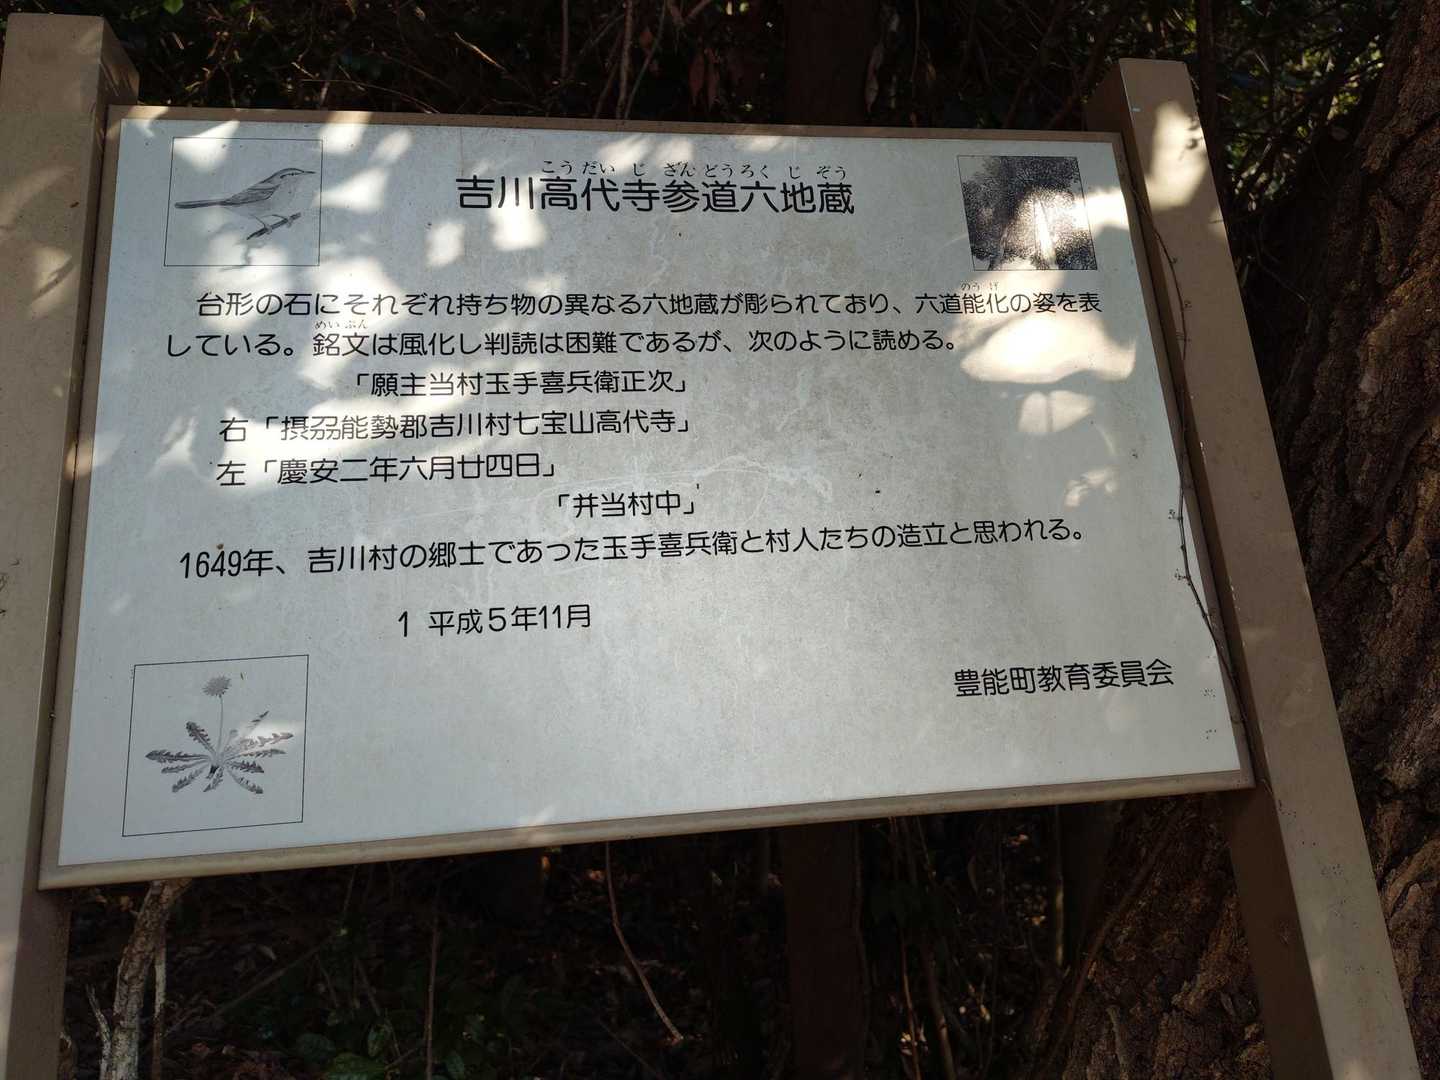 こうだいじざんどうろくじぞう
吉川高代寺参道六地蔵
のうげ
台形の石にそれぞれ持ち物の異なる六地蔵が彫られており、六道能化の姿を表
めいぶん
している。銘文は風化し判読は困難であるが、次のように読める。
「願主当村玉手喜兵衛正次」
右「摂刕能勢郡吉川村七宝山高代寺」
左「慶安二年六月廿四日」
「井当村中」
1649年、吉川村の郷士であった玉手喜兵衛と村人たちの造立と思われる。
1 平成5年11月
豊能町教育委員会